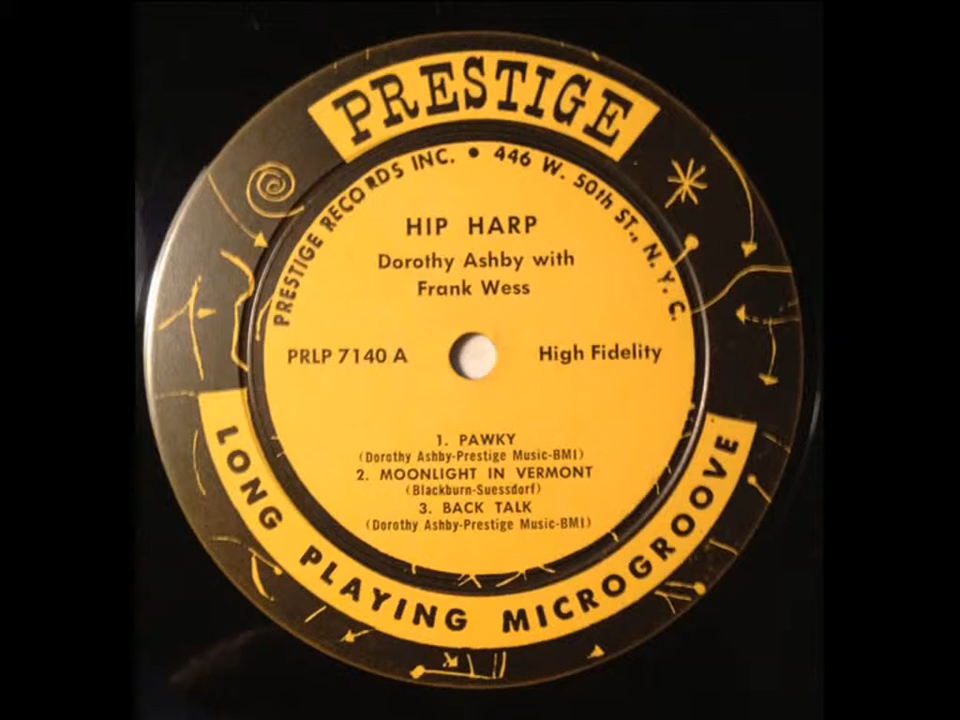 PRESTIGE
PRESTIGE RECORDS INC. • 446 W. 50th ST., N. Y. C.
HIP HARP
Dorothy Ashby with
Frank Wess
PRLP 7140 A
High Fidelity
1. PAWKY
(Dorothy Ashby-Prestige Music-BMI)
2. MOONLIGHT IN VERMONT
(Blackburn-Suessdorf)
3. BACK TALK
(Dorothy Ashby-Prestige Music-BMI)
LONG PLAYING MICROGROOVE